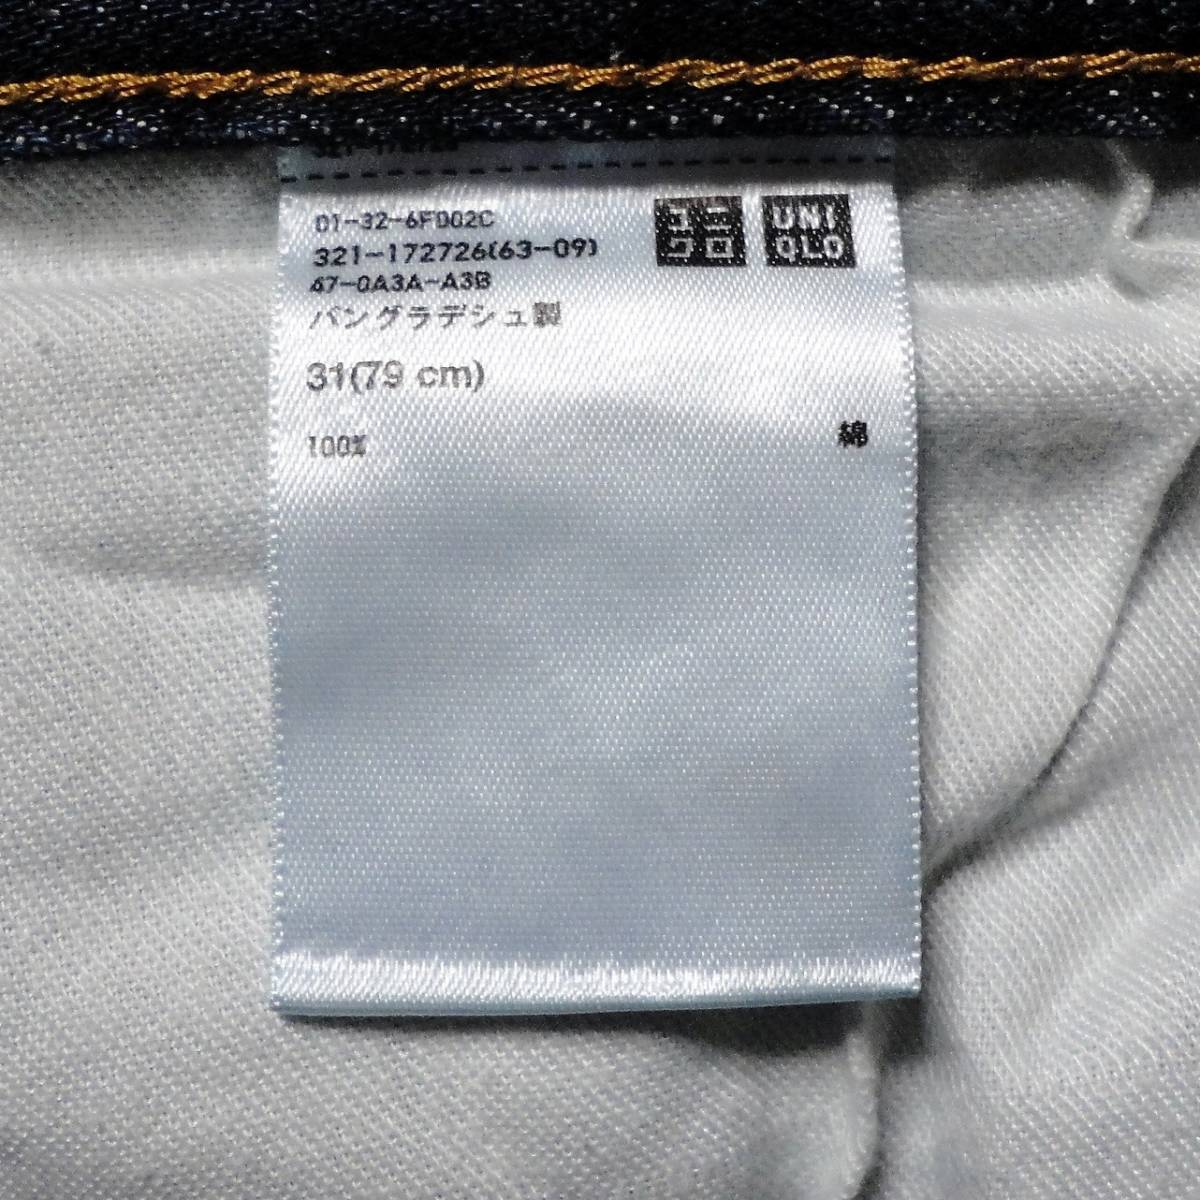 01-32-6F002C
321-172726(63-09)
47-0A3A-A3B
バングラデシュ製
31(79 cm)
100% 綿
ユニ
クロ
UNI
QLO